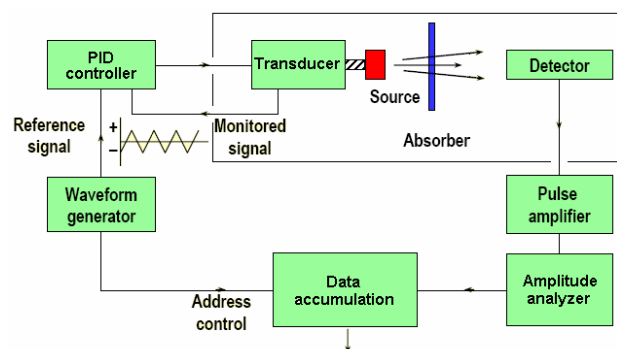 PID
controller
Transducer
Detector
Source
Reference
signal
+
–
Monitored
signal
Absorber
Waveform
generator
Pulse
amplifier
Address
control
Data
accumulation
Amplitude
analyzer